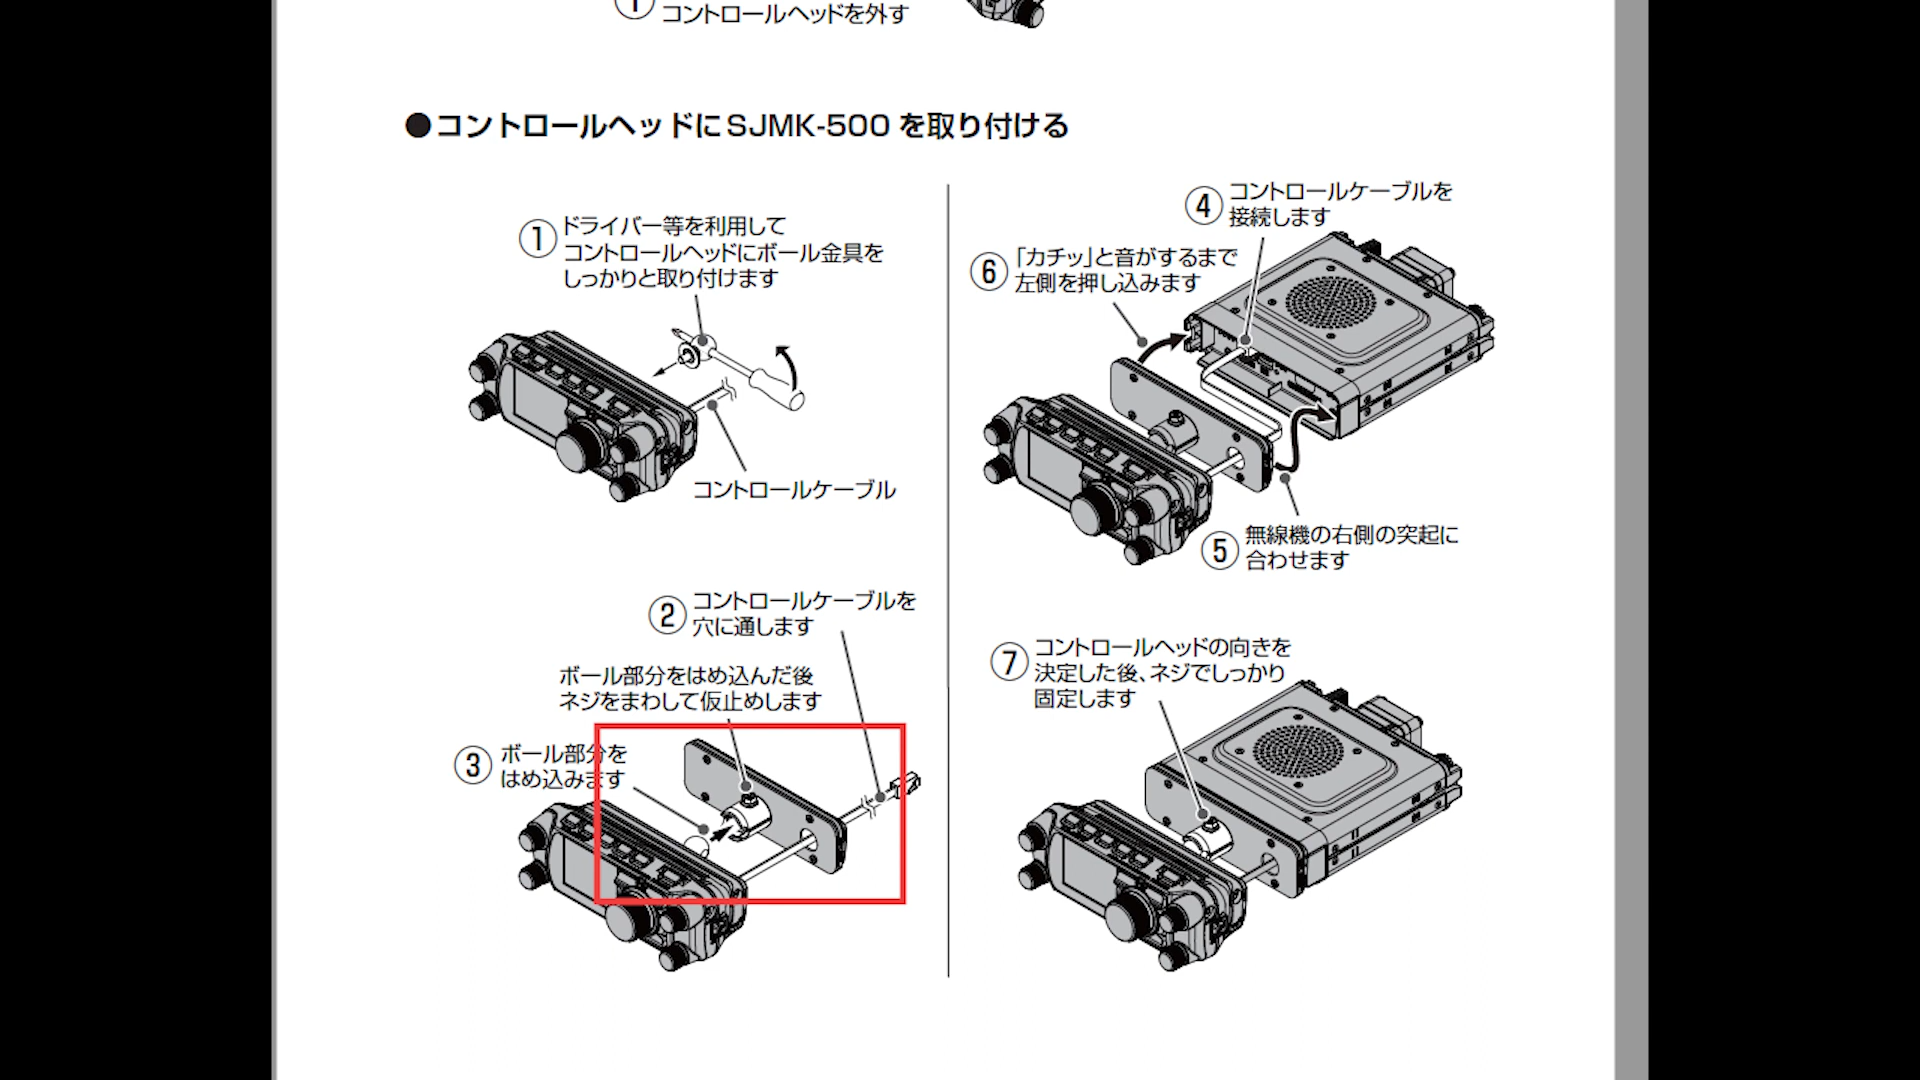 ① コントロールヘッドを外す
●コントロールヘッドにSJMK-500 を取り付ける
① ドライバー等を利用して
コントロールヘッドにボール金具を
しっかりと取り付けます
コントロールケーブル
② コントロールケーブルを
穴に通します
ボール部分をはめ込んだ後
ネジをまわして仮止めします
③ ボール部分を
はめ込みます
④ コントロールケーブルを
接続します
⑥ 「カチッ」と音がするまで
左側を押し込みます
⑤ 無線機の右側の突起に
合わせます
⑦ コントロールヘッドの向きを
決定した後、ネジでしっかり
固定します